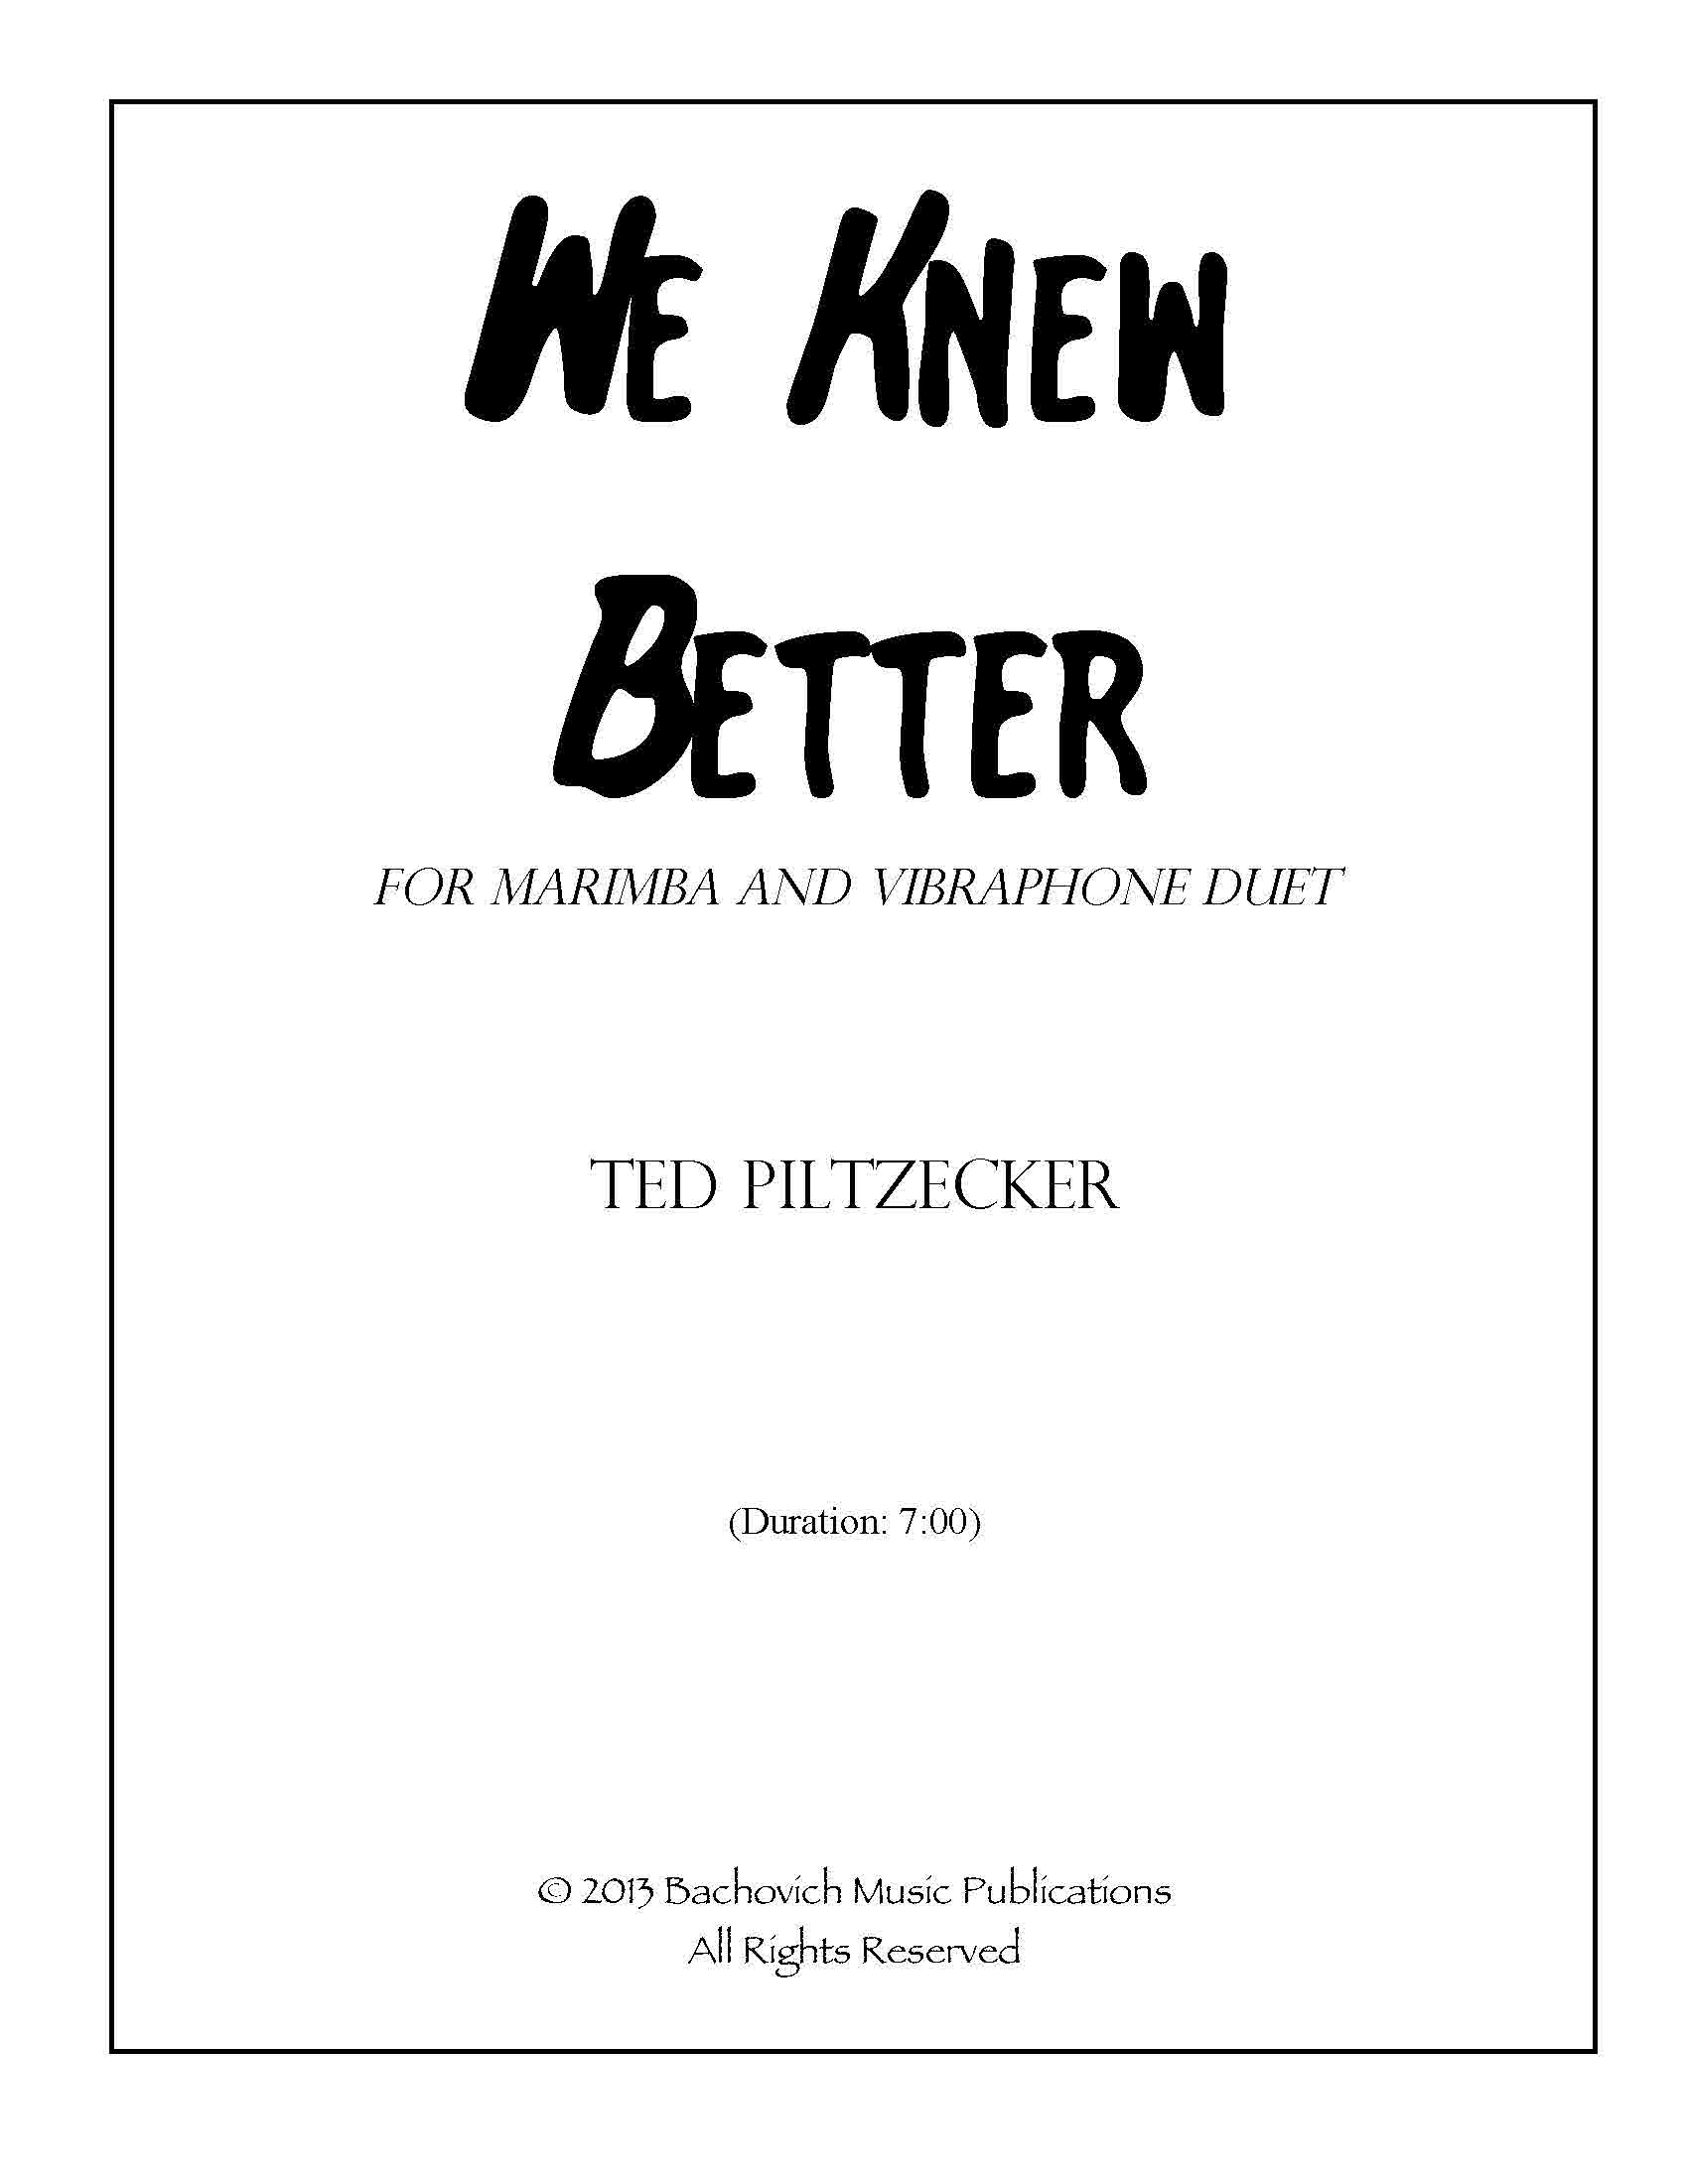 We Knew
Better
FOR MARIMBA AND VIBRAPHONE DUET
TED PILTZECKER
(Duration: 7:00)
© 2013 Bachovich Music Publications
All Rights Reserved